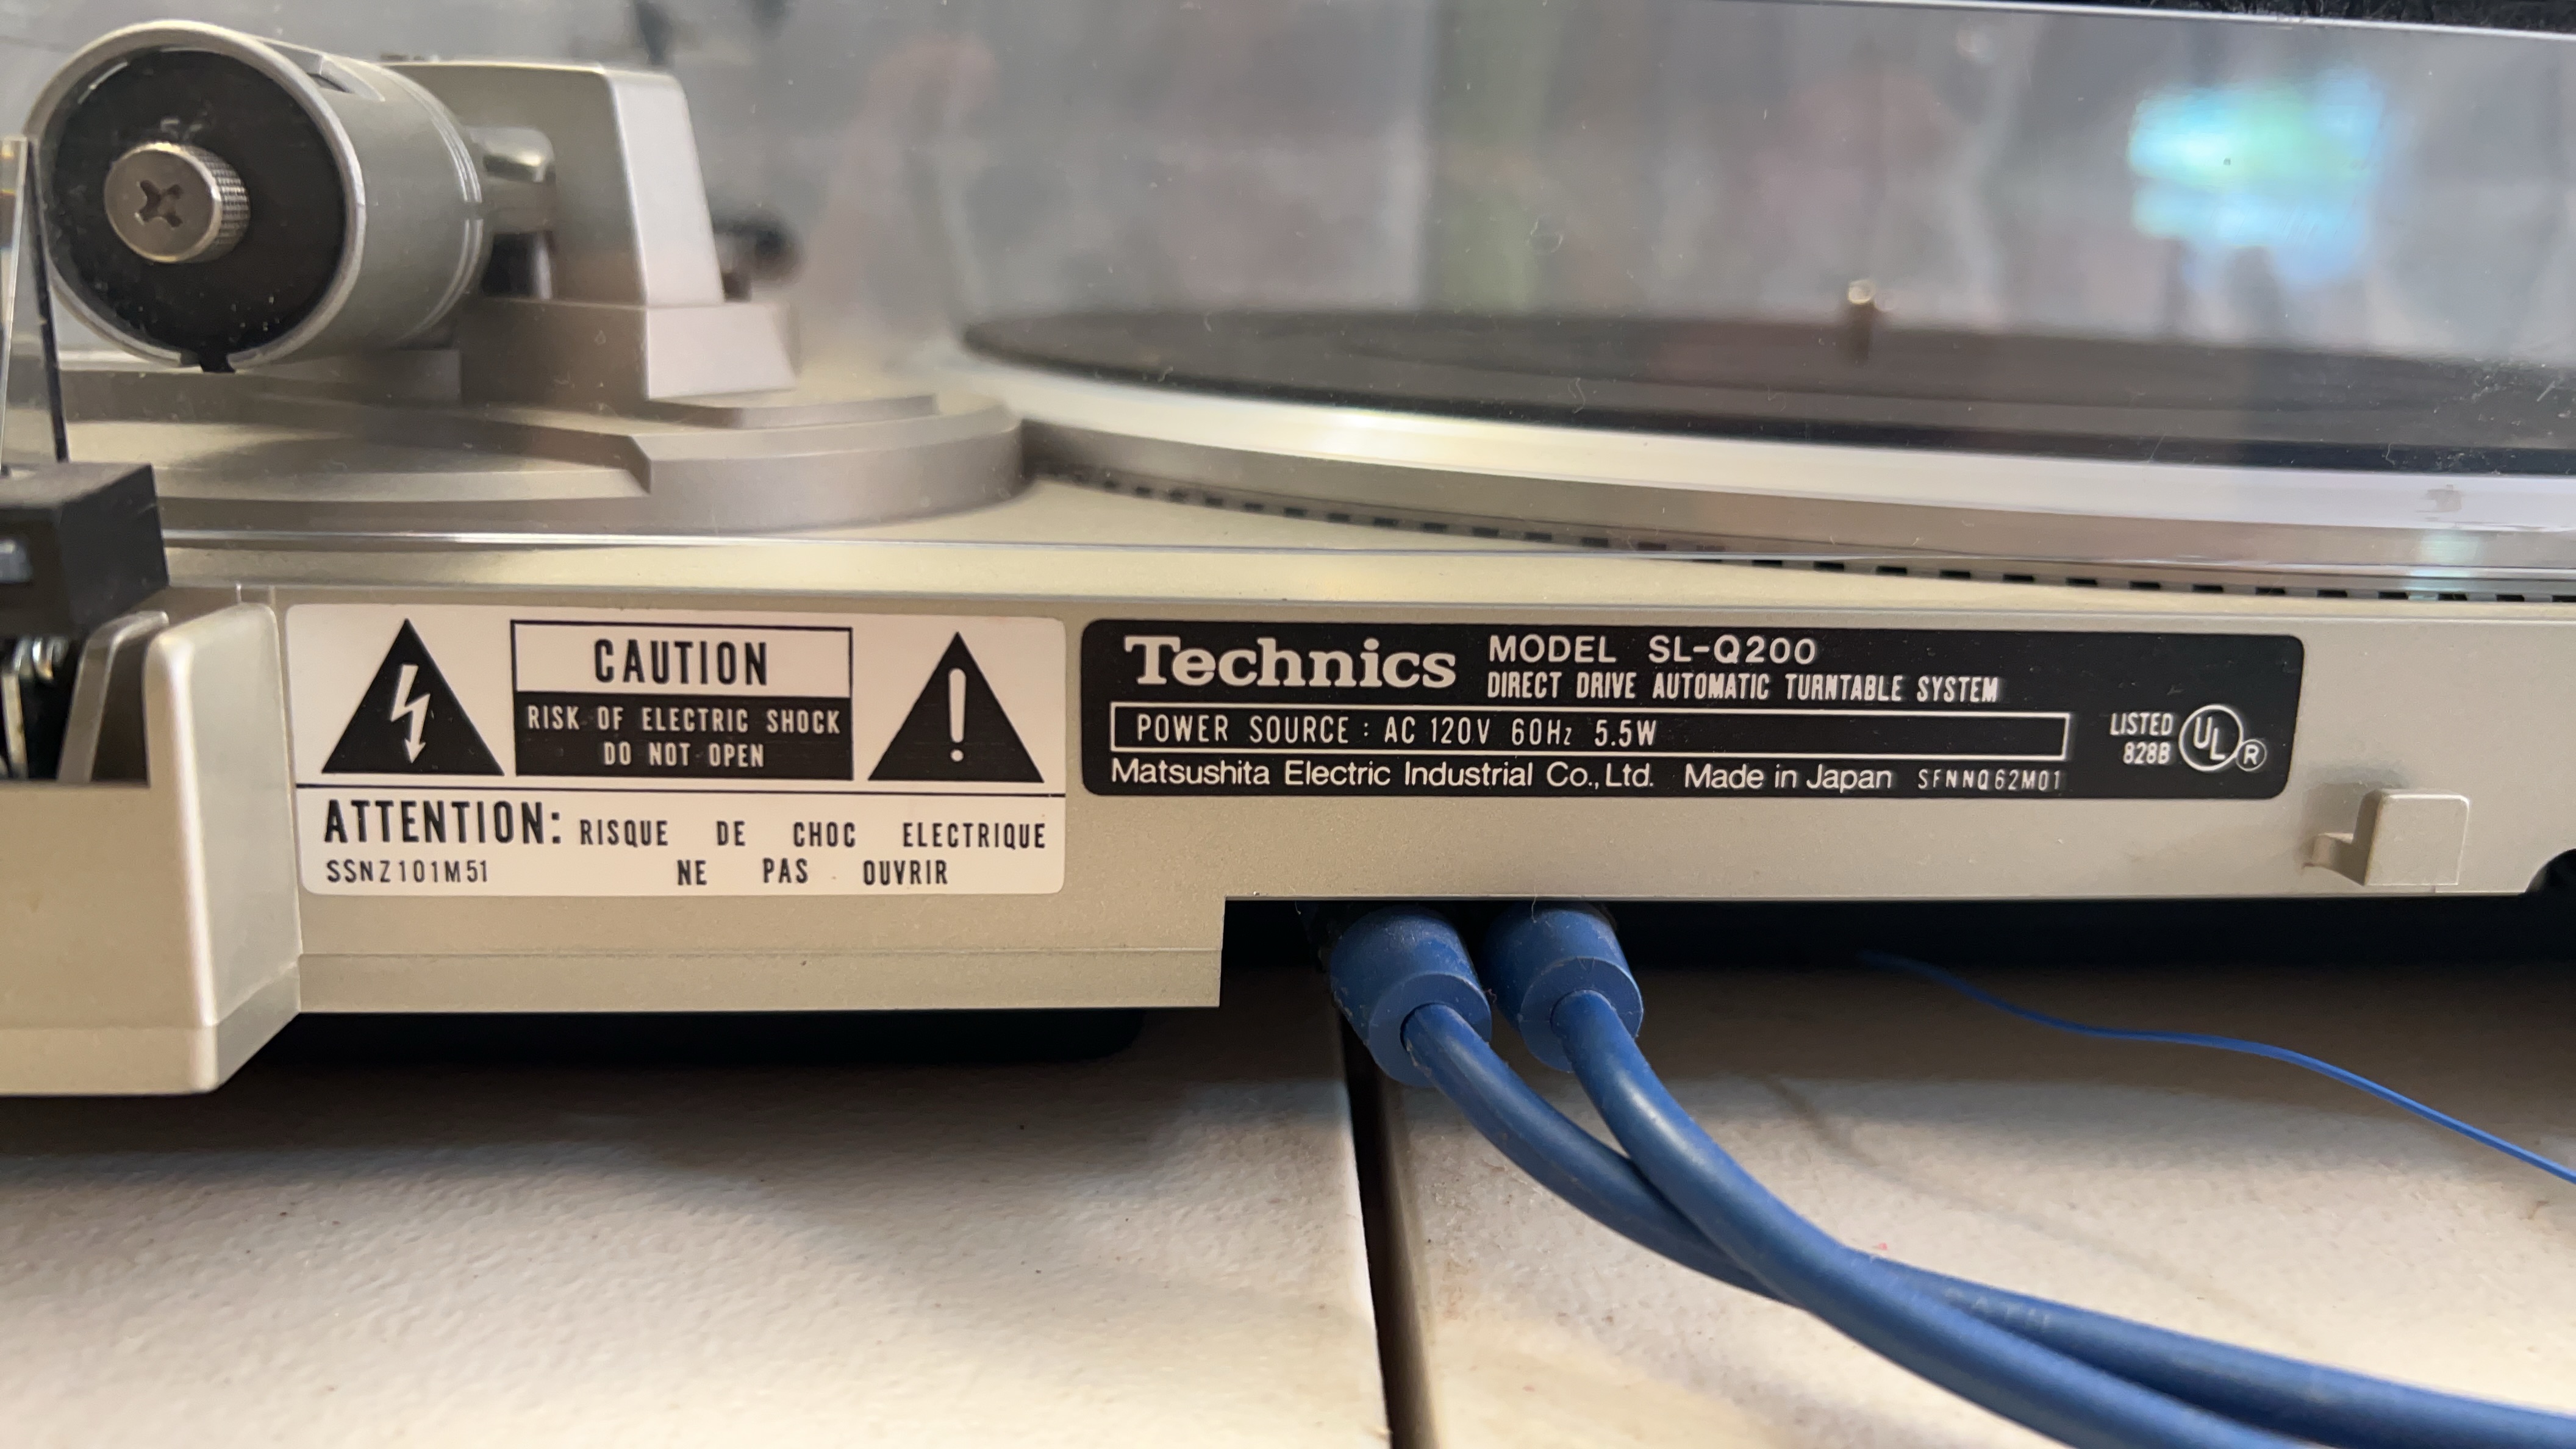 CAUTION
RISK OF ELECTRIC SHOCK
DO NOT OPEN
ATTENTION: RISQUE DE CHOC ELECTRIQUE
SSNZ101M51 NE PAS OUVRIR
Technics MODEL SL-Q200
DIRECT DRIVE AUTOMATIC TURNTABLE SYSTEM
POWER SOURCE : AC 120V 60Hz 5.5W
Matsushita Electric Industrial Co., Ltd. Made in Japan SFNNQ62M01
LISTED
828B
UL
®